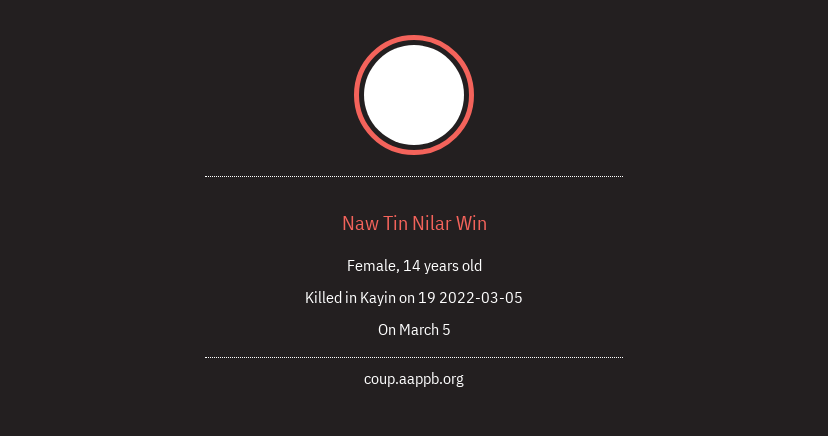 Naw Tin Nilar Win
Female, 14 years old
Killed in Kayin on 19 2022-03-05
On March 5
coup.aappb.org